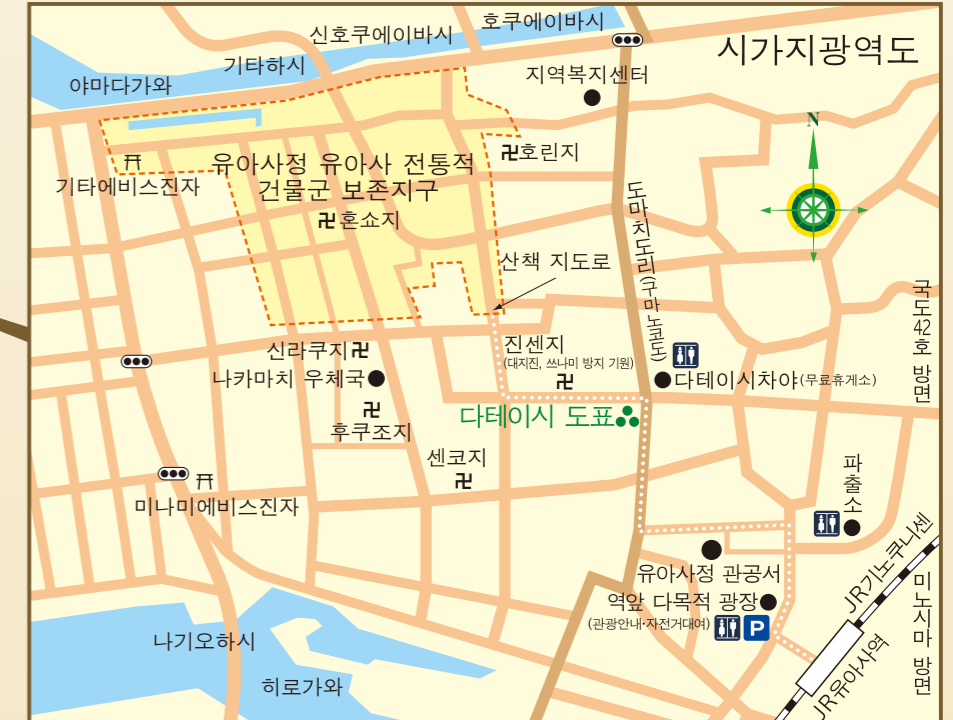 시가지광역도
호쿠에이바시
신호쿠에이바시
기타하시
야마다가와
지역복지센터
N
호린지
유아사정 유아사 전통적
건물군 보존지구
기타에비스진자
혼쇼지
도마치도리(구마노코도)
산책 지도로
국도42호 방면
신라쿠지
진센지
(대지진, 쓰나미 방지 기원)
나카마치 우체국
다테이시차야(무료휴게소)
다테이시 도표
후쿠조지
센코지
파출소
미나미에비스진자
JR기노쿠니센
유아사정 관공서
역앞 다목적 광장
(관광안내·자전거대여)
P
미노시마 방면
나기오하시
JR유아사역
히로가와